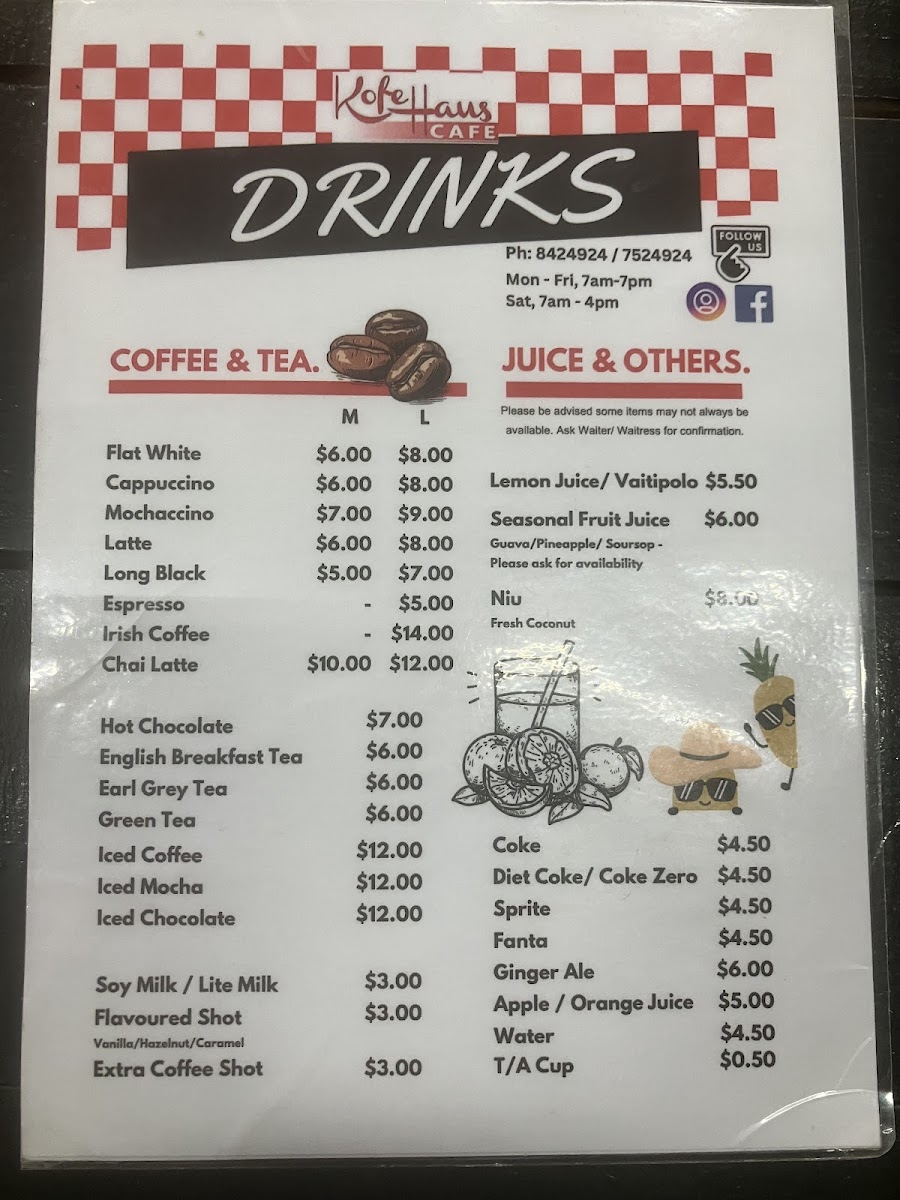 Kofe Haus
CAFE
DRINKS
Ph: 8424924 / 7524924
Mon - Fri, 7am-7pm
Sat, 7am - 4pm
FOLLOW
US
COFFEE & TEA.
M L
Flat White $6.00 $8.00
Cappuccino $6.00 $8.00
Mochaccino $7.00 $9.00
Latte $6.00 $8.00
Long Black $5.00 $7.00
Espresso - $5.00
Irish Coffee - $14.00
Chai Latte $10.00 $12.00
Hot Chocolate $7.00
English Breakfast Tea $6.00
Earl Grey Tea $6.00
Green Tea $6.00
Iced Coffee $12.00
Iced Mocha $12.00
Iced Chocolate $12.00
Soy Milk / Lite Milk $3.00
Flavoured Shot $3.00
Vanilla/Hazelnut/Caramel
Extra Coffee Shot $3.00
JUICE & OTHERS.
Please be advised some items may not always be
available. Ask Waiter/ Waitress for confirmation.
Lemon Juice/ Vaitipolo $5.50
Seasonal Fruit Juice $6.00
Guava/Pineapple/ Soursop -
Please ask for availability
Niu $8.00
Fresh Coconut
Coke $4.50
Diet Coke/ Coke Zero $4.50
Sprite $4.50
Fanta $4.50
Ginger Ale $6.00
Apple / Orange Juice $5.00
Water $4.50
T/A Cup $0.50